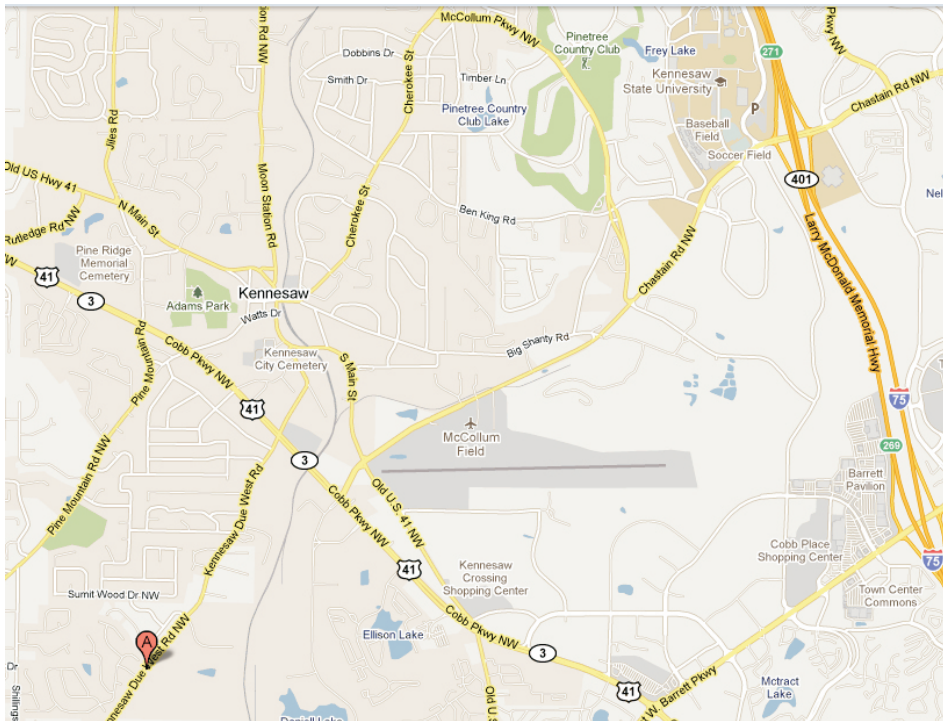 McCollum Pkwy NW
Pinetree
Country Club
Frey Lake
271
Pkwy NW
Dobbins Dr
Smith Dr
Timber Ln
Kennesaw
State University
Chastain Rd NW
Pinetree Country
Club Lake
Baseball
Field
P
Soccer Field
Jiles Rd
Moon Station Rd
Cherokee St
Cherokee St
Old US Hwy 41
N Main St
Rutledge Rd NW
401
Ben King Rd
Pine Ridge
Memorial
Cemetery
41
3
Adams Park
Kennesaw
Watts Dr
Chastain Rd NW
Larry McDonald Memorial Hwy
Big Shanty Rd
Cobb Pkwy NW
Kennesaw
City Cemetery
S Main St
Pine Mountain Rd
41
75
McCollum
Field
269
3
Barrett
Pavilion
Pine Mountain Rd NW
Kennesaw Due West Rd
Cobb Pkwy NW
Old U.S. 41 NW
Cobb Place
Shopping Center
75
41
Kennesaw
Crossing
Shopping Center
Town Center
Commons
Sumit Wood Dr NW
Ellison Lake
Cobb Pkwy NW
A
Kennesaw Due West Rd NW
3
41
W. Barrett Pkwy
Mctract
Lake
Dr
Old U.S.